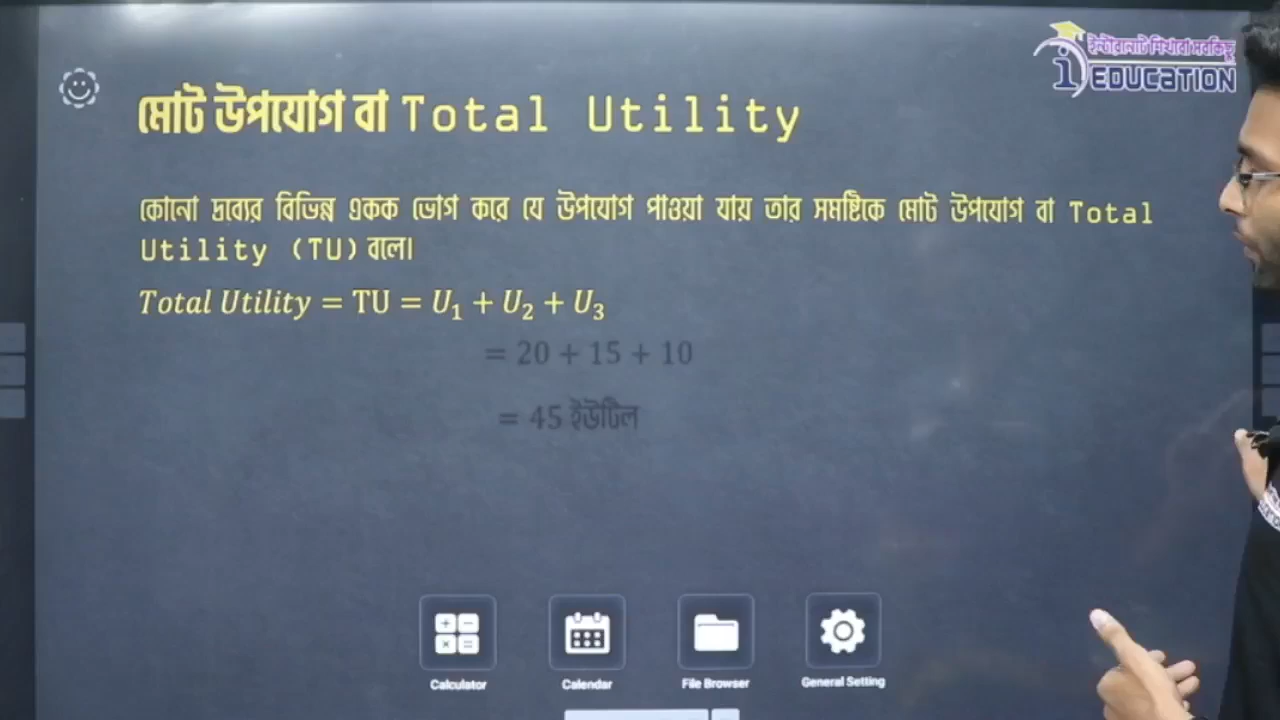 ইন্টারনেট শিখাবো সবকিছু
i EDUCATION
মোট উপযোগ বা Total Utility
কোনো দ্রব্যের বিভিন্ন একক ভোগ করে যে উপযোগ পাওয়া যায় তার সমষ্টিকে মোট উপযোগ বা Total
Utility (TU) বলে।
Total Utility = TU = U₁ + U₂ + U₃
= 20 + 15 + 10
= 45 ইউটিল
Calculator Calendar File Browser General Setting